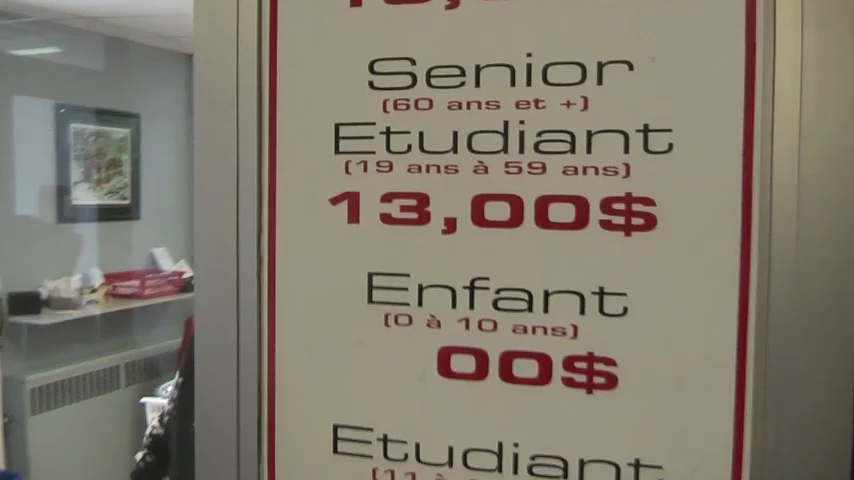 Senior
(60 ans et +)
Etudiant
(19 ans à 59 ans)
13,00$
Enfant
(0 à 10 ans)
00$
Etudiant